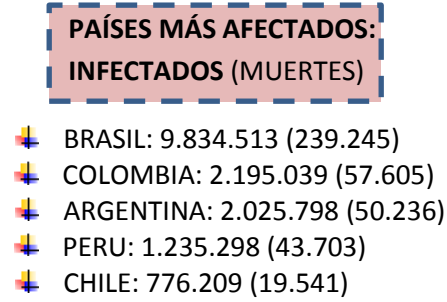 PAÍSES MÁS AFECTADOS:
INFECTADOS (MUERTES)
BRASIL: 9.834.513 (239.245)
COLOMBIA: 2.195.039 (57.605)
ARGENTINA: 2.025.798 (50.236)
PERU: 1.235.298 (43.703)
CHILE: 776.209 (19.541)